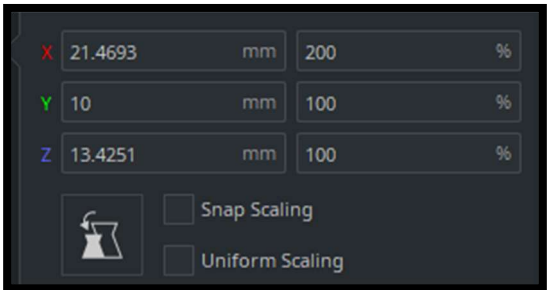 X 21.4693 mm 200 %
Y 10 mm 100 %
Z 13.4251 mm 100 %
Snap Scaling
Uniform Scaling